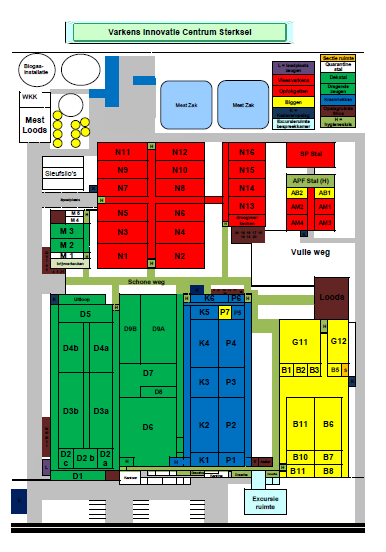 Varkens Innovatie Centrum Sterksel
Biogas-
installatie
WKK
Mest
Loods
Mest Zak
Mest Zak
Sectie ruimte
Quarantine
stal
Dekstal
Dragende
zeugen
Biggen
N11
N12
N16
SP Stal
N9
N10
N15
Sleufsilo's
N7
N8
N14
APF Stal (H)
AB2
AB1
N13
AM2
AM1
M 5
M 4
N5
N6
M 3
N3
N4
AM4
AM3
M 2
M 1
N1
N2
Vuile weg
Schone weg
Uitloop
K6
P6
Loods
D5
K5
P7
P5
D9B
D9A
D4b
D4a
K4
P4
G11
G12
D7
K3
P3
B1
B2
B3
B5
D8
D3b
D3a
D6
K2
P2
B11
B6
D2
c
D2 b
D2
a
K1
P1
B10
B7
D1
B11
B8
Excursie
ruimte